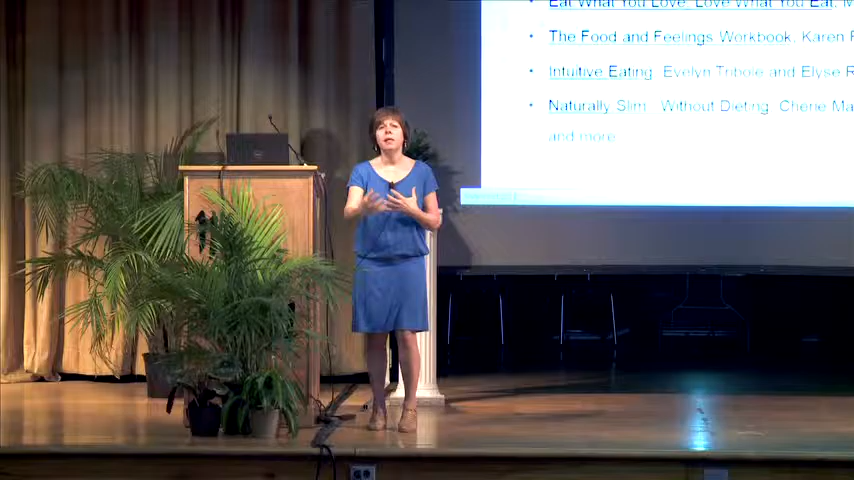 Eat What You Love, Love What You Eat. M
• The Food and Feelings Workbook. Karen
• Intuitive Eating. Evelyn Tribole and Elyse R
• Naturally Slim Without Dieting. Cherie Ma
and more